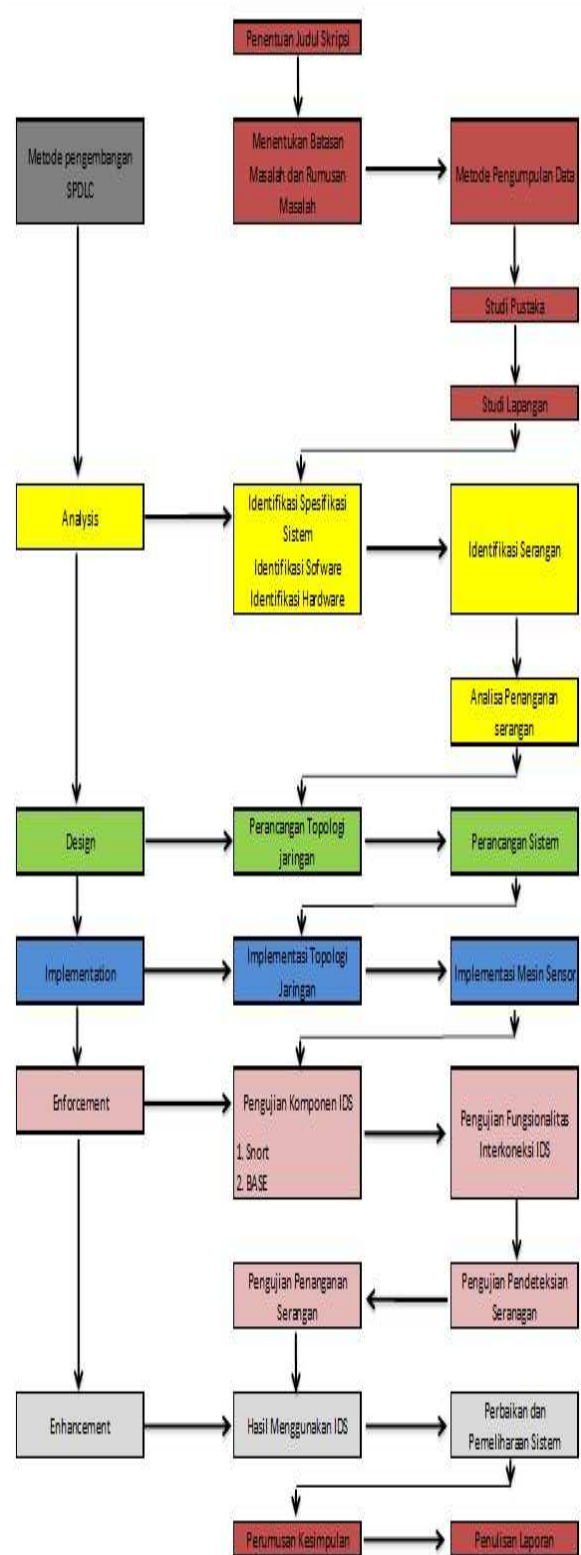 Penentuan Judul Skripsi
Metode pengembangan
SPDLC
Menentukan Batasan
Masalah dan Rumusan
Masalah
Metode Pengumpulan Data
Studi Pustaka
Studi Lapangan
Analysis
Identifikasi Spesifikasi
Sistem
Identifikasi Sofware
Identifikasi Hardware
Identifikasi Serangan
Analisa Penanganan
serangan
Design
Perancangan Topologi
jaringan
Perancangan Sistem
Implementation
Implementasi Topologi
Jaringan
Implementasi Mesin Sensor
Enforcement
Pengujian Komponen IDS
1. Snort
2. BASE
Pengujian Fungsionalitas
Interkoneksi IDS
Pengujian Penanganan
Serangan
Pengujian Pendeteksian
Seranagan
Enhancement
Hasil Menggunakan IDS
Perbaikan dan
Pemeliharaan Sistem
Perumusan Kesimpulan
Penulisan Laporan